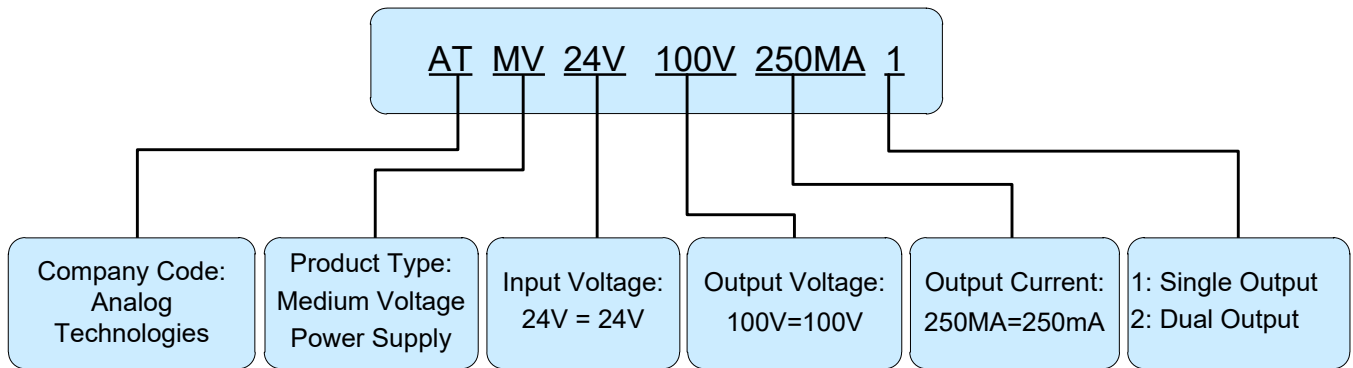 AT MV 24V 100V 250MA 1
Company Code:
Analog
Technologies
Product Type:
Medium Voltage
Power Supply
Input Voltage:
24V = 24V
Output Voltage:
100V=100V
Output Current:
250MA=250mA
1: Single Output
2: Dual Output